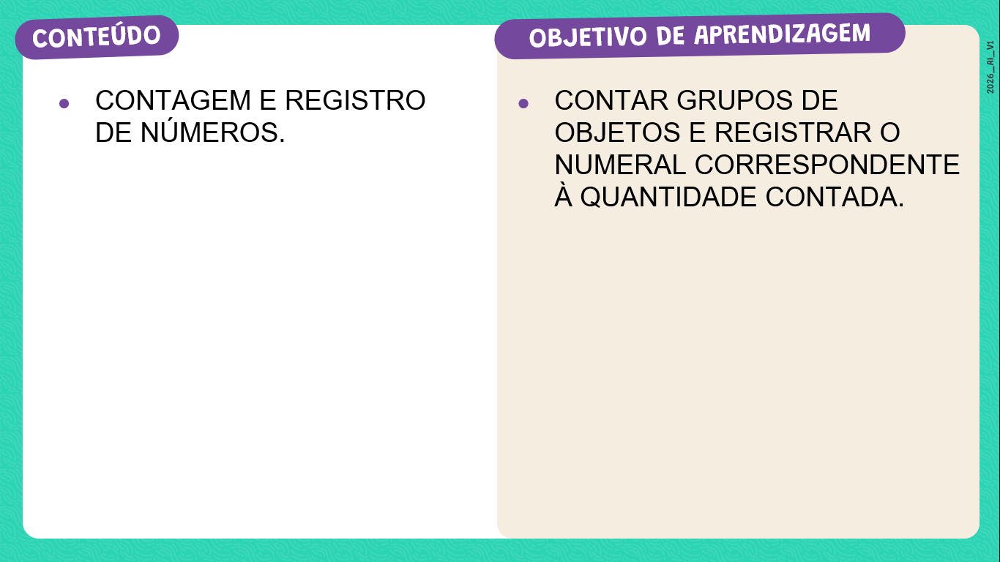 CONTEÚDO
CONTAGEM E REGISTRO
DE NÚMEROS.
OBJETIVO DE APRENDIZAGEM
CONTAR GRUPOS DE
OBJETOS E REGISTRAR O
NUMERAL CORRESPONDENTE
À QUANTIDADE CONTADA.
2026_AI_V1